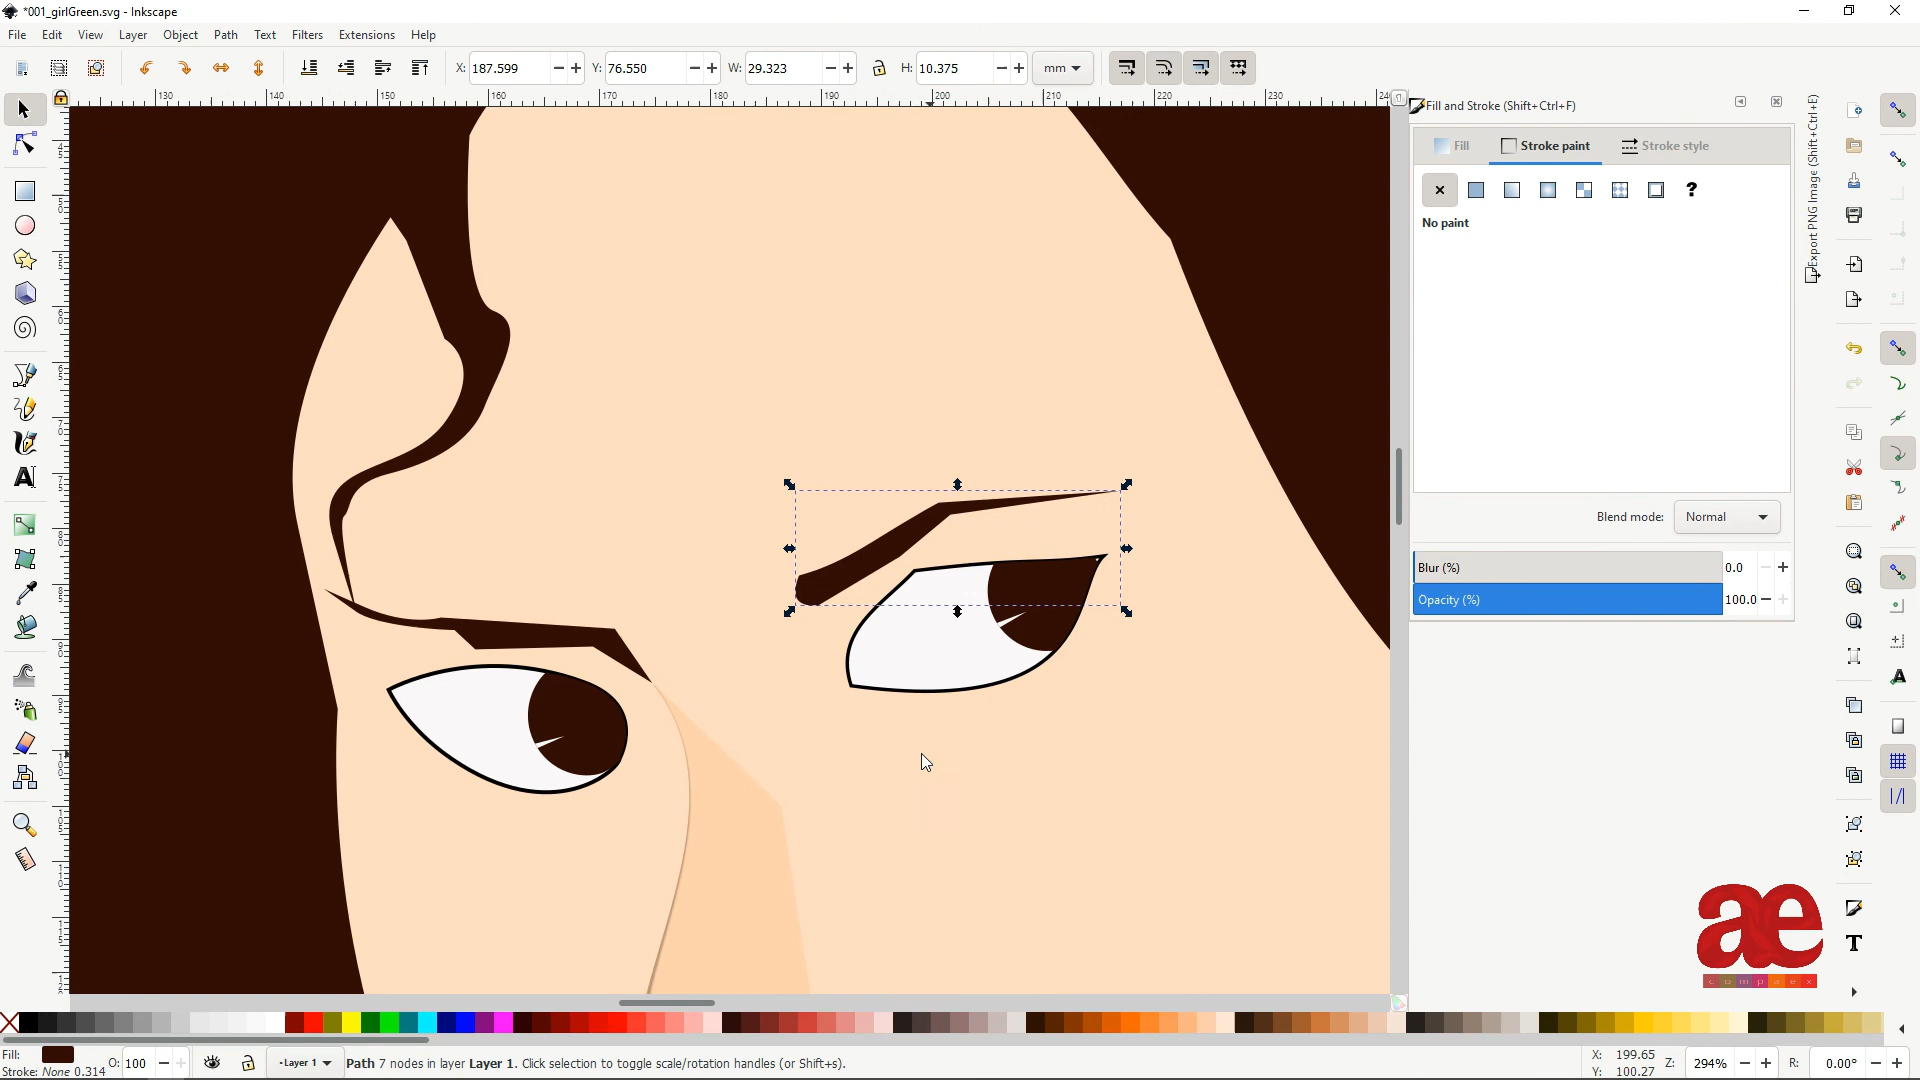 *001_girlGreen.svg - Inkscape
File Edit View Layer Object Path Text Filters Extensions Help
X: 187.599 Y: 76.550 W: 29.323 H: 10.375 mm
130 140 150 160 170 180 190 200 210 220 230
Fill and Stroke (Shift+Ctrl+F)
Export PNG Image (Shift+Ctrl+E)
Fill Stroke paint Stroke style
No paint
Blend mode: Normal
Blur (%) 0.0
Opacity (%) 100.0
æ
complex
Fill:
Stroke: None 0.314
O: 100
Layer 1
Path 7 nodes in layer Layer 1. Click selection to toggle scale/rotation handles (or Shift+s).
X: 199.65
Y: 100.27
Z: 294%
R: 0.00°